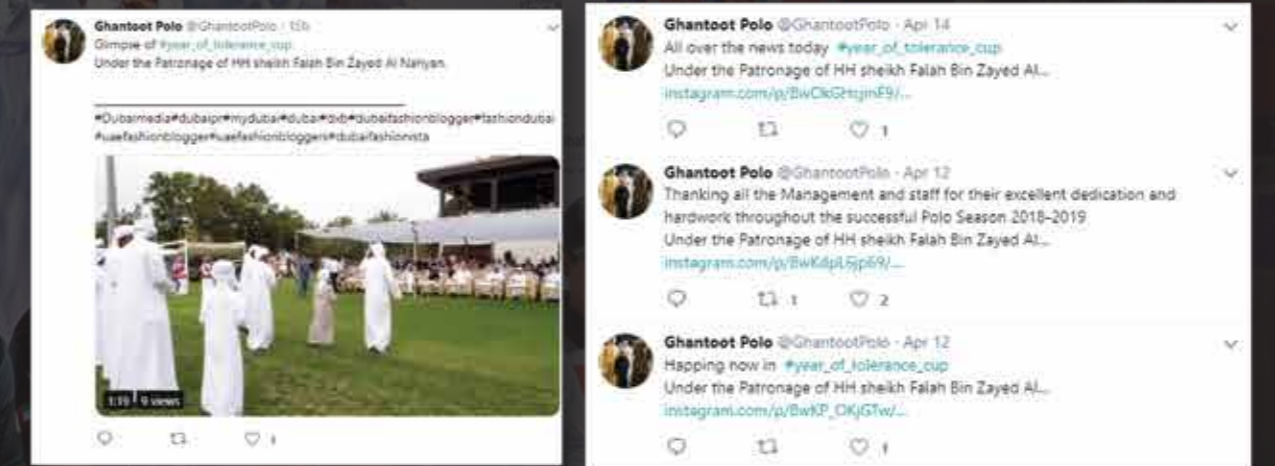 Ghantoot Polo @GhantootPolo · 15h
Glimpse of #year_of_tolerance_cup
Under the Patronage of HH sheikh Falah Bin Zayed Al Nahyan
#Dubaimedia#dubaipr#mydubai#dubai#dxb#dubaifashionblogger#fashiondubai
#uaefashionblogger#uaefashionbloggers#dubaifashionista
1:19 9 views
1
Ghantoot Polo @GhantootPolo · Apr 14
All over the news today #year_of_tolerance_cup
Under the Patronage of HH sheikh Falah Bin Zayed Al...
1
Ghantoot Polo @GhantootPolo · Apr 12
Thanking all the Management and staff for their excellent dedication and
hardwork throughout the successful Polo Season 2018-2019
Under the Patronage of HH sheikh Falah Bin Zayed Al...
1 2
Ghantoot Polo @GhantootPolo · Apr 12
Happing now in #year_of_tolerance_cup
Under the Patronage of HH sheikh Falah Bin Zayed Al...
1